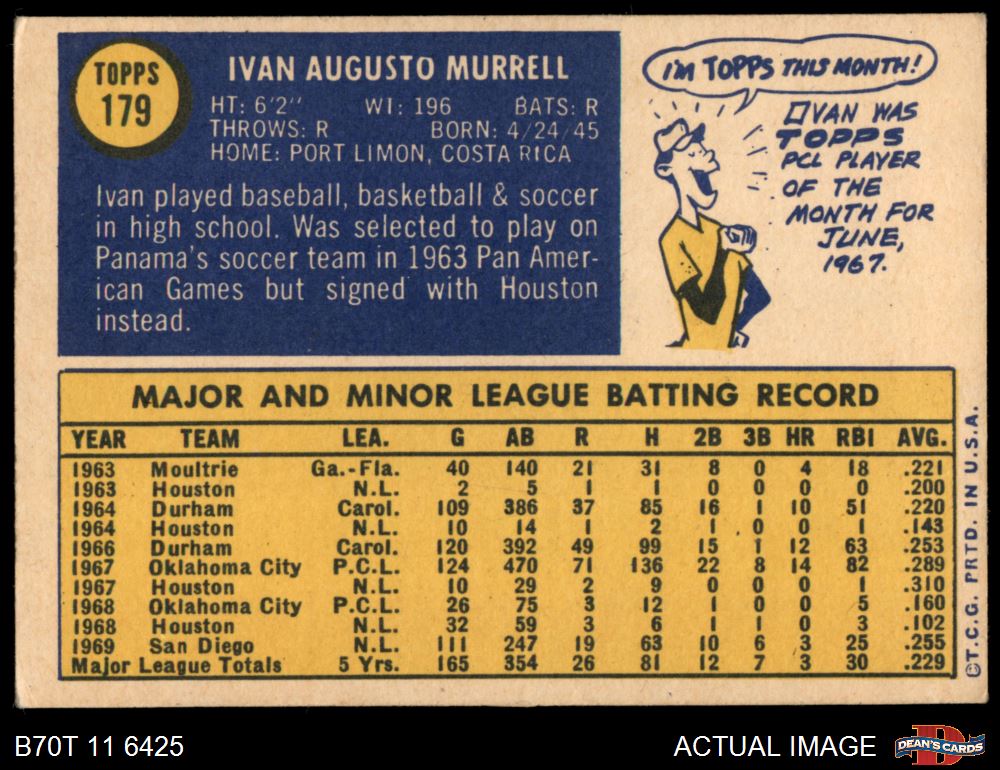 TOPPS
179
IVAN AUGUSTO MURRELL
HT: 6'2" WI: 196 BATS: R
THROWS: R BORN: 4/24/45
HOME: PORT LIMON, COSTA RICA
Ivan played baseball, basketball & soccer
in high school. Was selected to play on
Panama's soccer team in 1963 Pan Amer-
ican Games but signed with Houston
instead.
I'M TOPPS THIS MONTH!
IVAN WAS
TOPPS
PCL PLAYER
OF THE
MONTH FOR
JUNE,
1967.
MAJOR AND MINOR LEAGUE BATTING RECORD
YEAR TEAM LEA. G AB R H 2B 3B HR RBI AVG.
1963 Moultrie Ga.-Fla. 40 140 21 31 8 0 4 18 .221
1963 Houston N.L. 2 5 1 1 0 0 0 0 .200
1964 Durham Carol. 109 386 37 85 16 1 10 51 .220
1964 Houston N.L. 10 14 1 2 1 0 0 1 .143
1966 Durham Carol. 120 392 49 99 15 1 12 63 .253
1967 Oklahoma City P.C.L. 124 470 71 136 22 8 14 82 .289
1967 Houston N.L. 10 29 2 9 0 0 0 1 .310
1968 Oklahoma City P.C.L. 26 75 3 12 1 0 0 5 .160
1968 Houston N.L. 32 59 3 6 1 1 0 3 .102
1969 San Diego N.L. 111 247 19 63 10 6 3 25 .255
Major League Totals 5 Yrs. 165 354 26 81 12 7 3 30 .229
©T.C.G. PRTD. IN U.S.A.
B70T 11 6425
ACTUAL IMAGE
D
DEAN'S CARDS